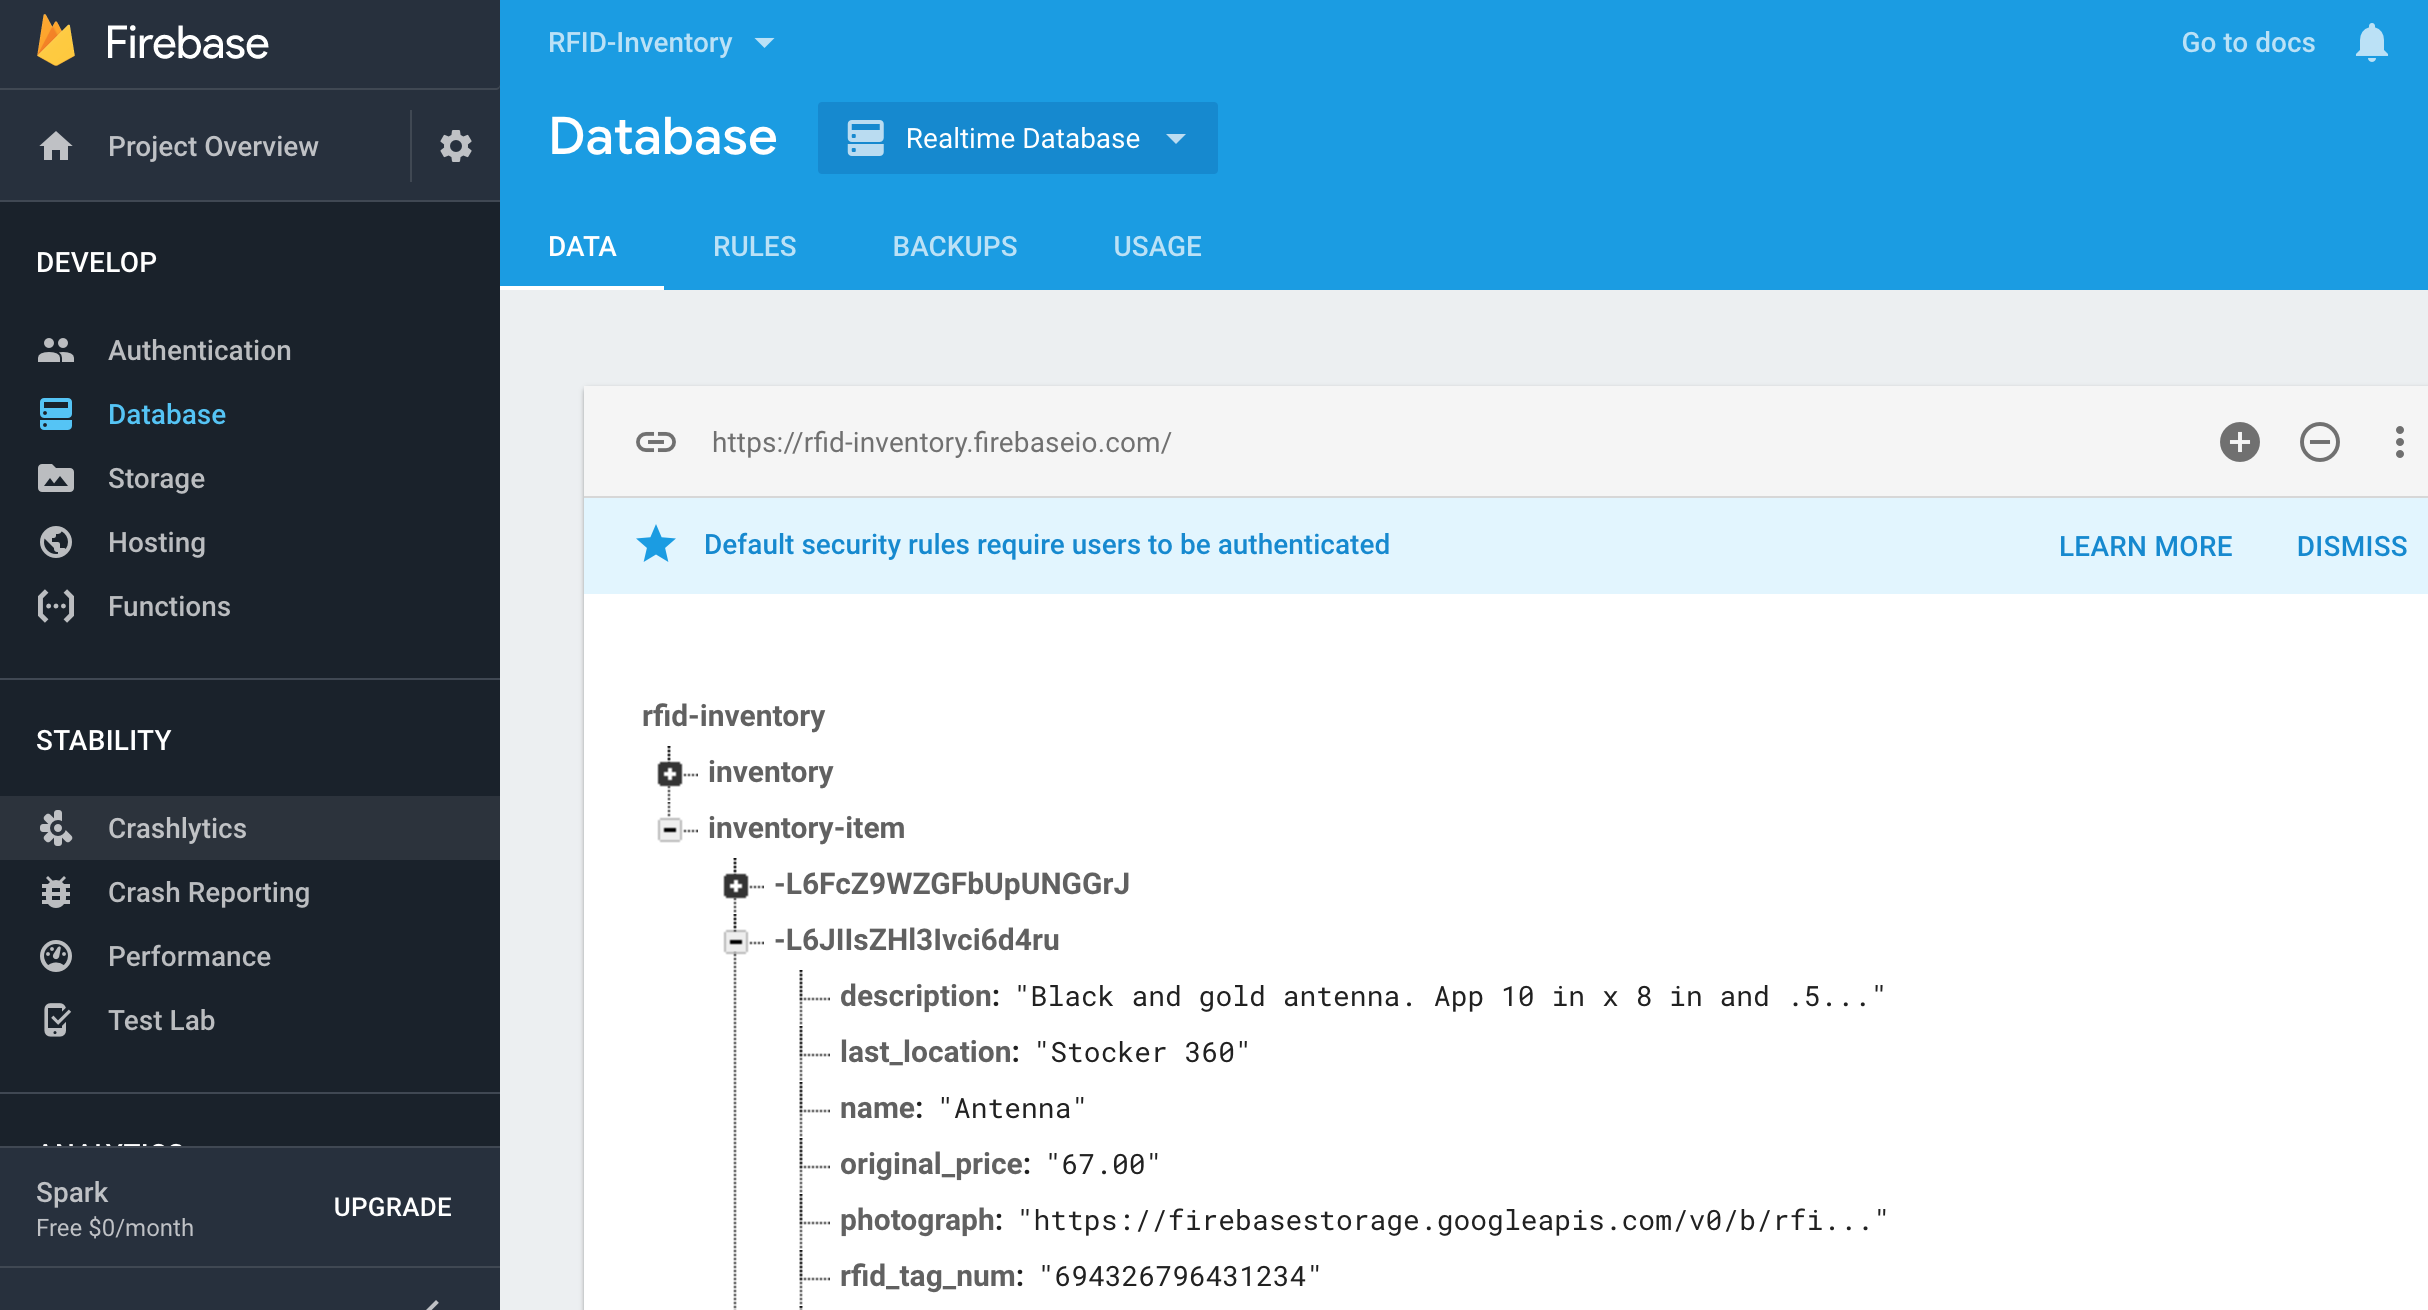 Firebase
Project Overview
DEVELOP
Authentication
Database
Storage
Hosting
Functions
STABILITY
Crashlytics
Crash Reporting
Performance
Test Lab
ANALYTICS
Spark
Free $0/month
UPGRADE
RFID-Inventory
Go to docs
Database
Realtime Database
DATA RULES BACKUPS USAGE
https://rfid-inventory.firebaseio.com/
Default security rules require users to be authenticated LEARN MORE DISMISS
rfid-inventory
inventory
inventory-item
-L6FcZ9WZGFbUpUNGGrJ
-L6JIIsZHl3Ivci6d4ru
description: "Black and gold antenna. App 10 in x 8 in and .5..."
last_location: "Stocker 360"
name: "Antenna"
original_price: "67.00"
photograph: "https://firebasestorage.googleapis.com/v0/b/rfi..."
rfid_tag_num: "694326796431234"